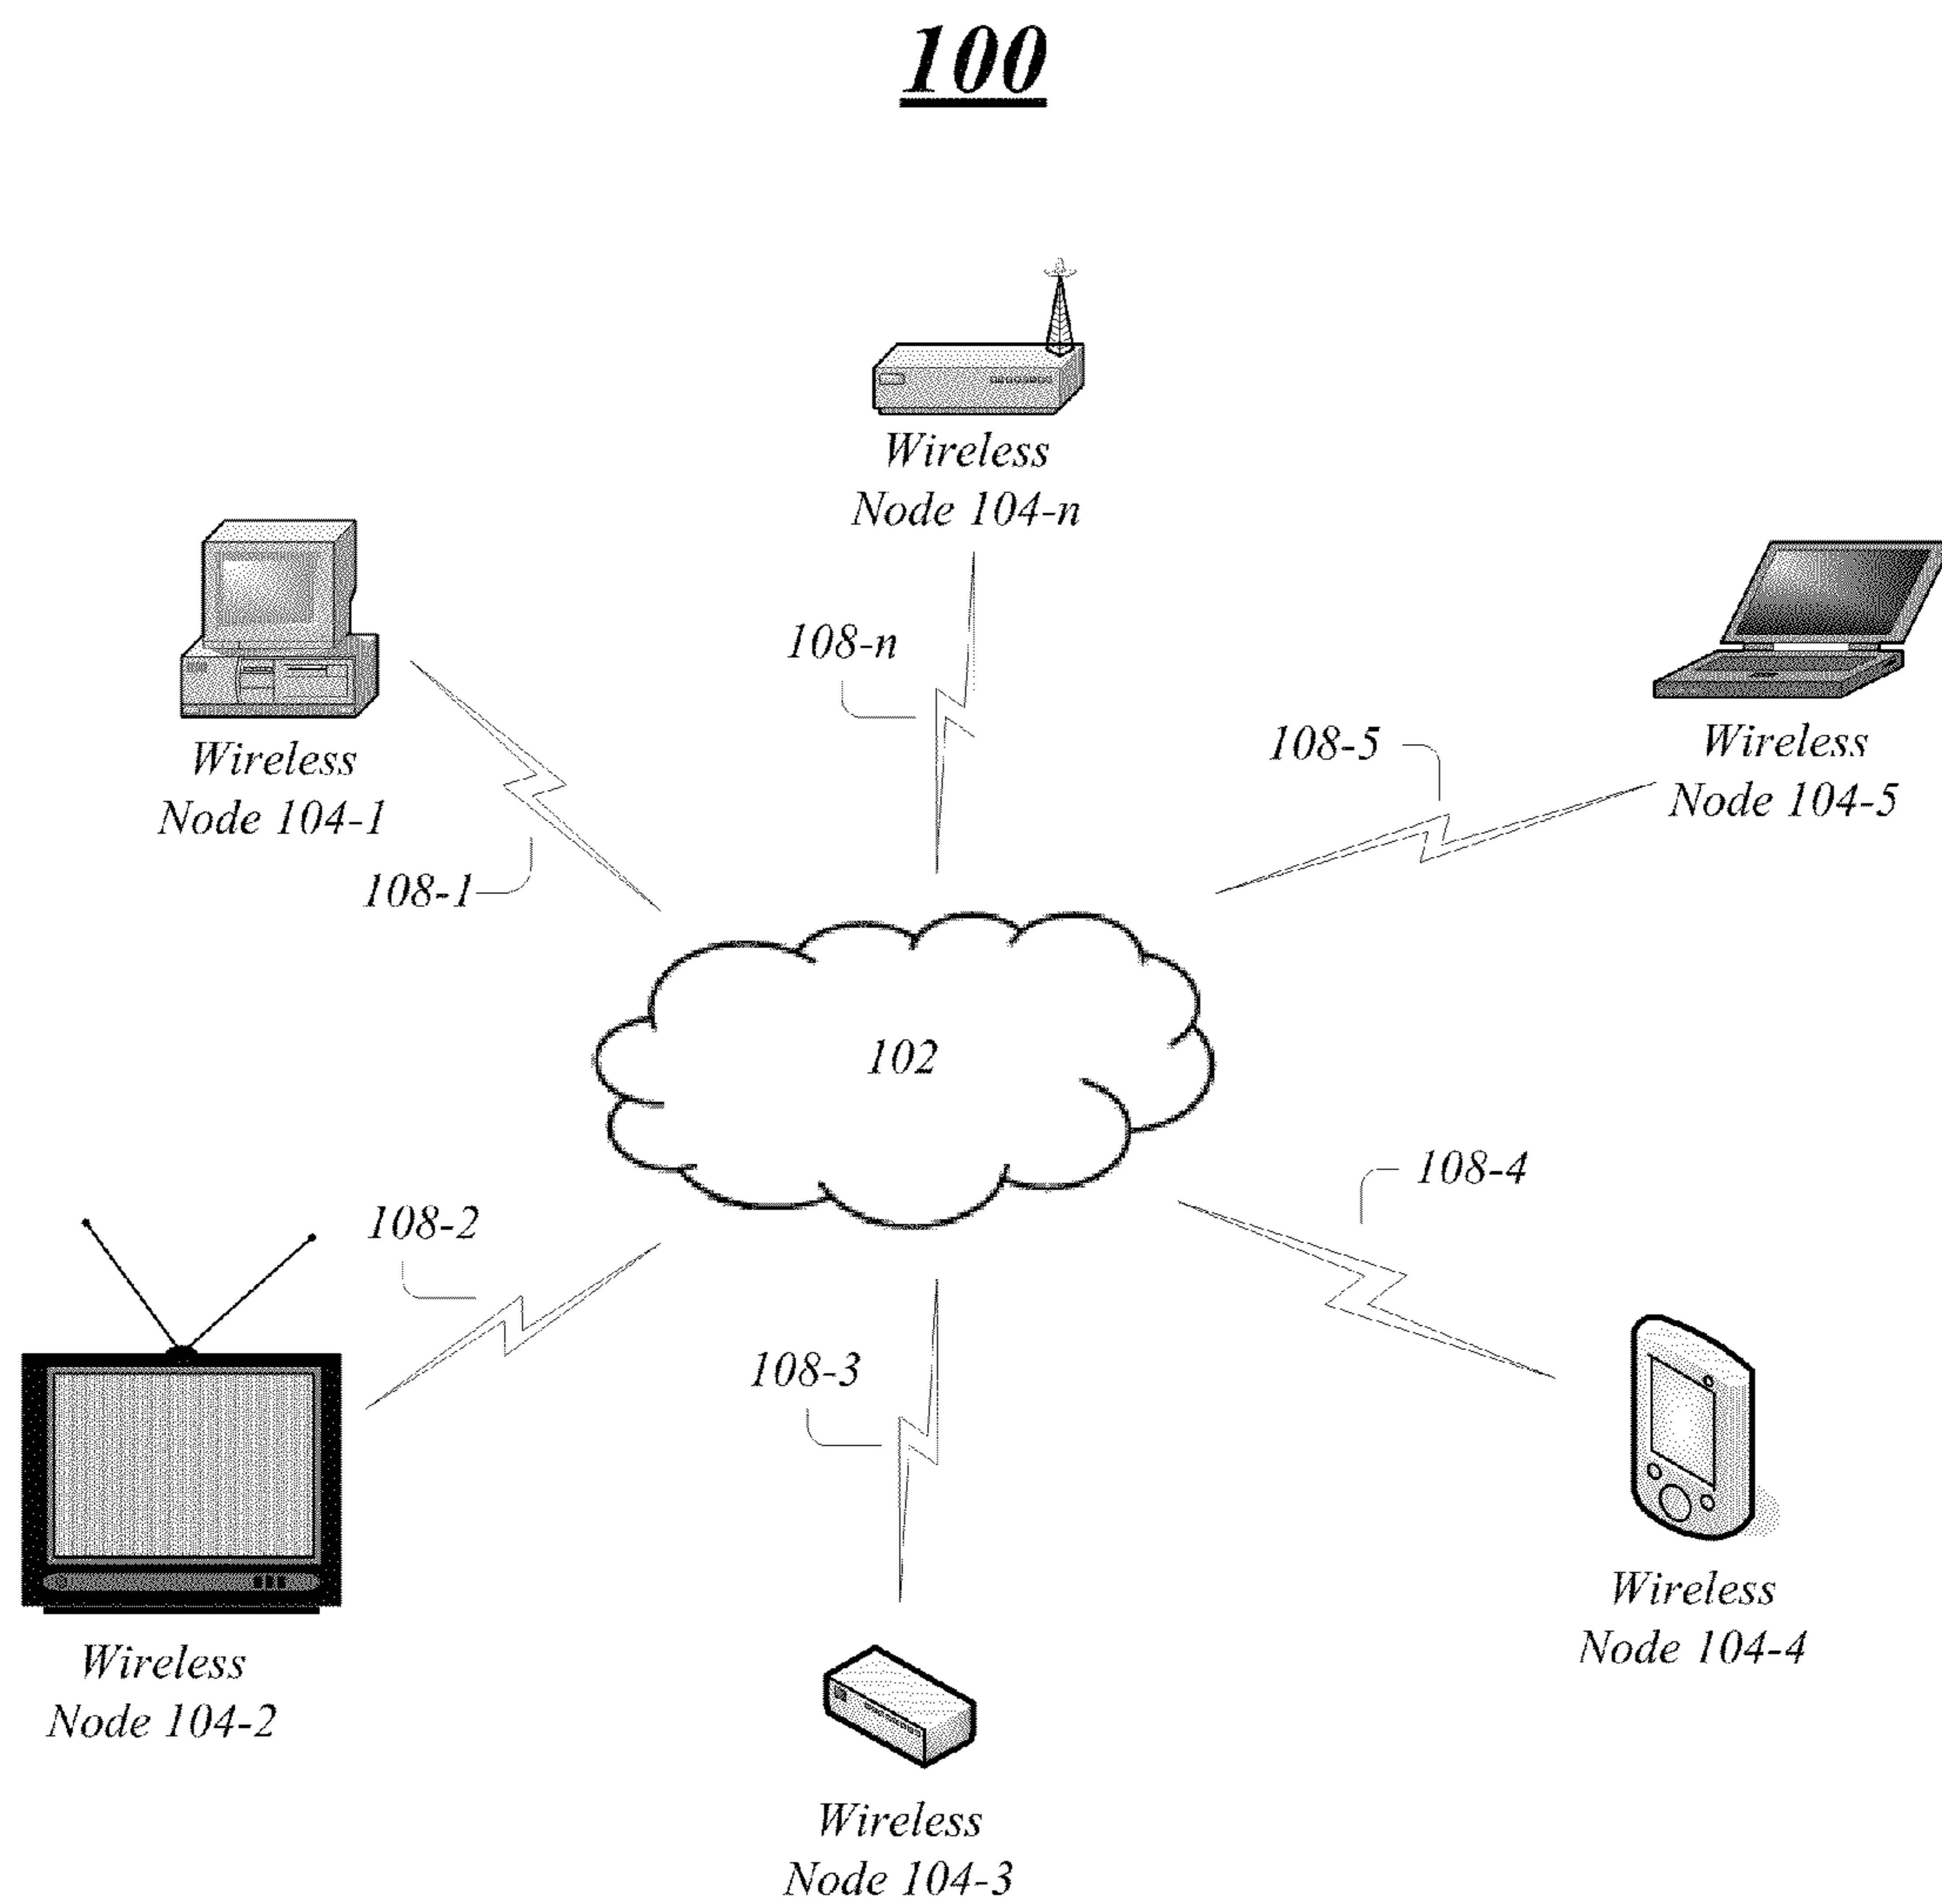 100
Wireless
Node 104-n
Wireless
Node 104-1
108-n
108-5
Wireless
Node 104-5
108-1
102
108-4
108-2
108-3
Wireless
Node 104-4
Wireless
Node 104-2
Wireless
Node 104-3